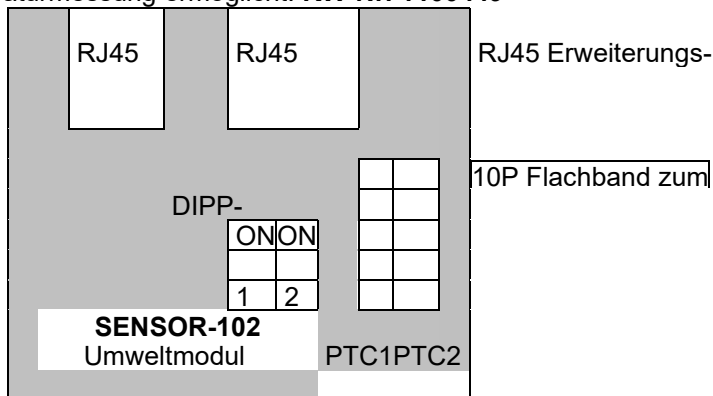 RJ45 RJ45 RJ45 Erweiterungs-
10P Flachband zum
DIPP-
ON ON
1 2
SENSOR-102
Umweltmodul PTC1PTC2